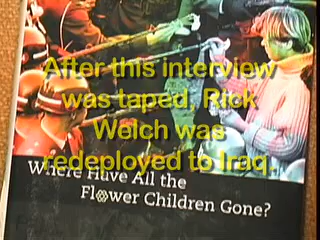 After this interview
was taped, Rick
Welch was
redeployed to Iraq.
Where Have All the
Flower Children Gone?